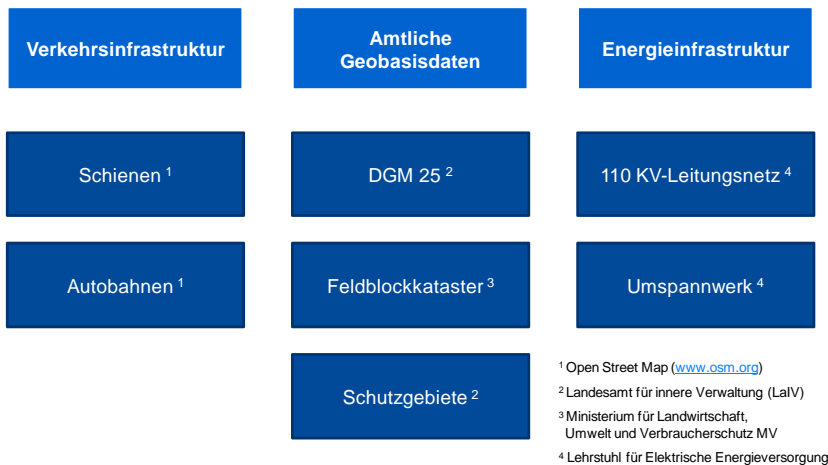 Verkehrsinfrastruktur
Amtliche
Geobasisdaten
Energieinfrastruktur
Schienen ¹
DGM 25 ²
110 KV-Leitungsnetz ⁴
Autobahnen ¹
Feldblockkataster ³
Umspannwerk ⁴
Schutzgebiete ²
¹ Open Street Map (www.osm.org)
² Landesamt für innere Verwaltung (LaIV)
³ Ministerium für Landwirtschaft,
Umwelt und Verbraucherschutz MV
⁴ Lehrstuhl für Elektrische Energieversorgung